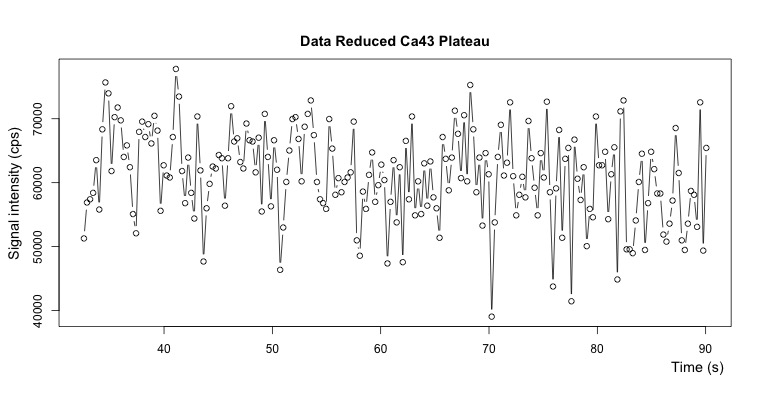 Data Reduced Ca43 Plateau
Signal intensity (cps)
70000
60000
50000
40000
40 50 60 70 80 90
Time (s)